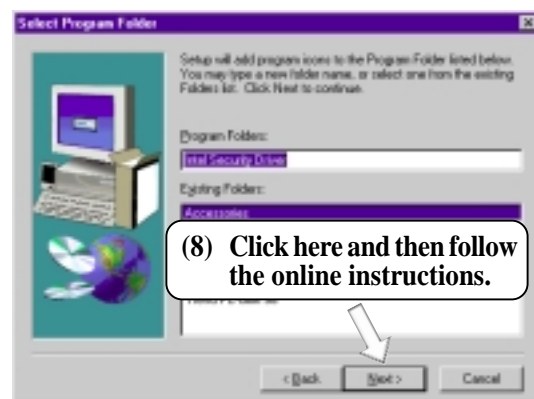 Select Program Folder
Setup will add program icons to the Program Folder listed below.
You may type a new folder name, or select one from the existing
Folders list. Click Next to continue.
Program Folders:
Intel Security Driver
Existing Folders:
Accessories
(8) Click here and then follow
the online instructions.
< Back
Next >
Cancel